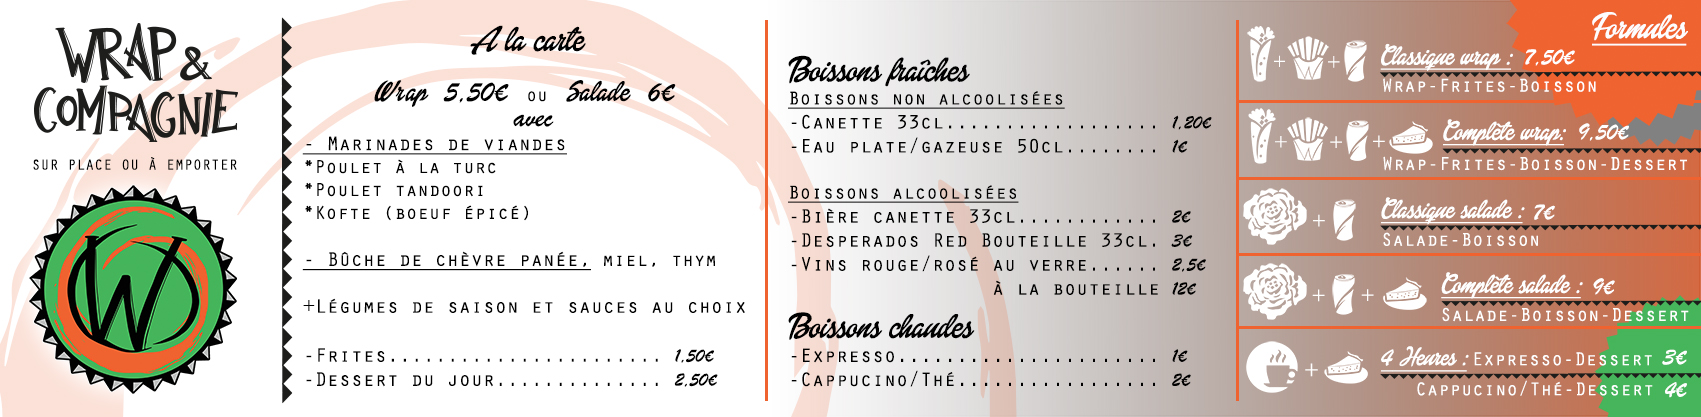 WRAP &
COMPAGNIE
SUR PLACE OU À EMPORTER
W
A la carte
Wrap 5,50€ ou Salade 6€
avec
- Marinades de viandes
*Poulet à la turc
*Poulet tandoori
*Kofte (boeuf épicé)
- Bûche de chèvre panée, miel, thym
+Légumes de saison et sauces au choix
-Frites....................... 1,50€
-Dessert du jour.............. 2,50€
Boissons fraîches
Boissons non alcoolisées
-Canette 33cl.................. 1,20€
-Eau plate/gazeuse 50cl........ 1€
Boissons alcoolisées
-Bière canette 33cl............ 2€
-Desperados Red Bouteille 33cl. 3€
-Vins rouge/rosé au verre...... 2,5€
à la bouteille 12€
Boissons chaudes
-Expresso...................... 1€
-Cappucino/Thé................. 2€
Formules
Classique wrap : 7,50€
Wrap-Frites-Boisson
Complète wrap: 9,50€
Wrap-Frites-Boisson-Dessert
Classique salade : 7€
Salade-Boisson
Complète salade : 9€
Salade-Boisson-Dessert
4 Heures : Expresso-Dessert 3€
Cappucino/Thé-Dessert 4€